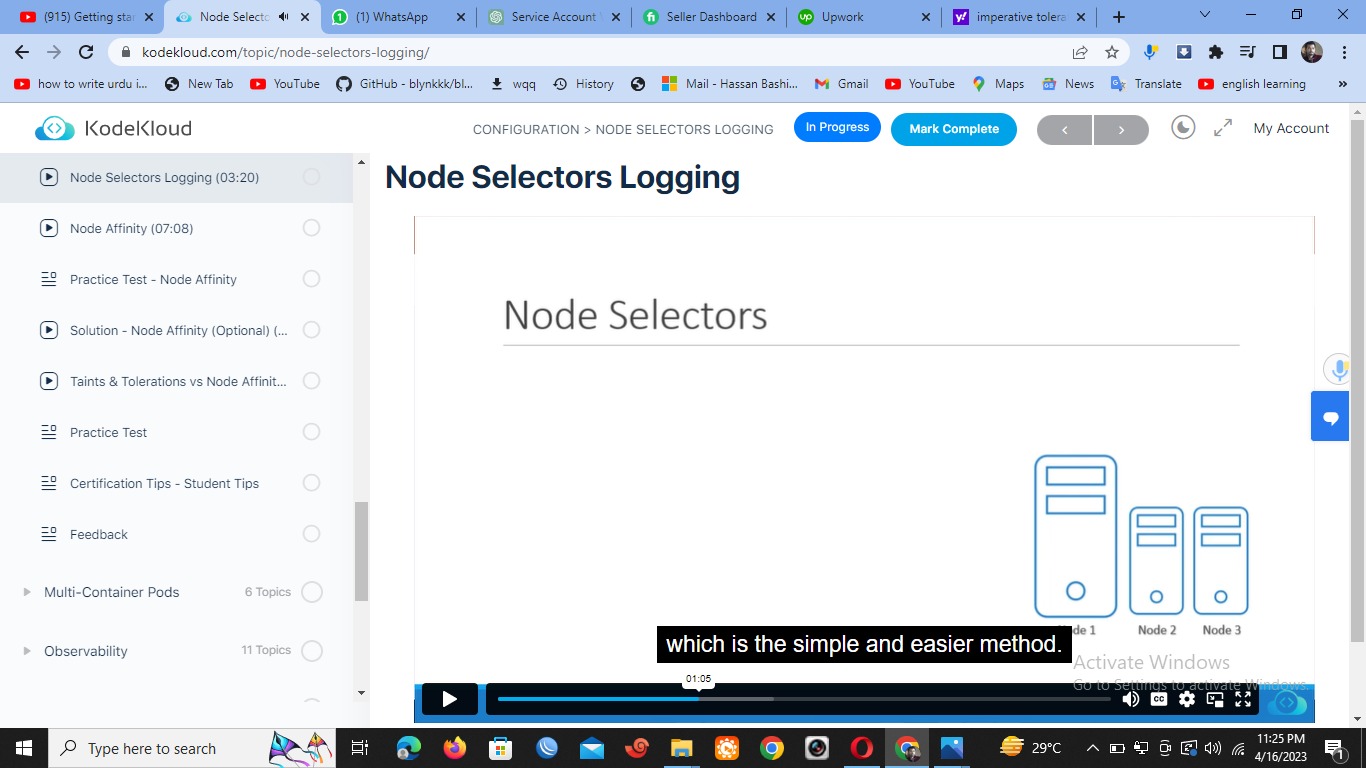 (915) Getting star
Node Selecto
(1) WhatsApp
Service Account
Seller Dashboard
Upwork
imperative tolera
kodekloud.com/topic/node-selectors-logging/
how to write urdu i...
New Tab
YouTube
GitHub - blynkkk/bl...
wqq
History
Mail - Hassan Bashi...
Gmail
YouTube
Maps
News
Translate
english learning
»
KodeKloud
CONFIGURATION > NODE SELECTORS LOGGING
In Progress
Mark Complete
My Account
Node Selectors Logging (03:20)
Node Affinity (07:08)
Practice Test - Node Affinity
Solution - Node Affinity (Optional) (...
Taints & Tolerations vs Node Affinit...
Practice Test
Certification Tips - Student Tips
Feedback
Multi-Container Pods 6 Topics
Observability 11 Topics
Node Selectors Logging
Node Selectors
de 1
Node 2
Node 3
which is the simple and easier method.
01:05
CC
Activate Windows
Go to Settings to activate Windows.
Type here to search
29°C
11:25 PM
4/16/2023
1